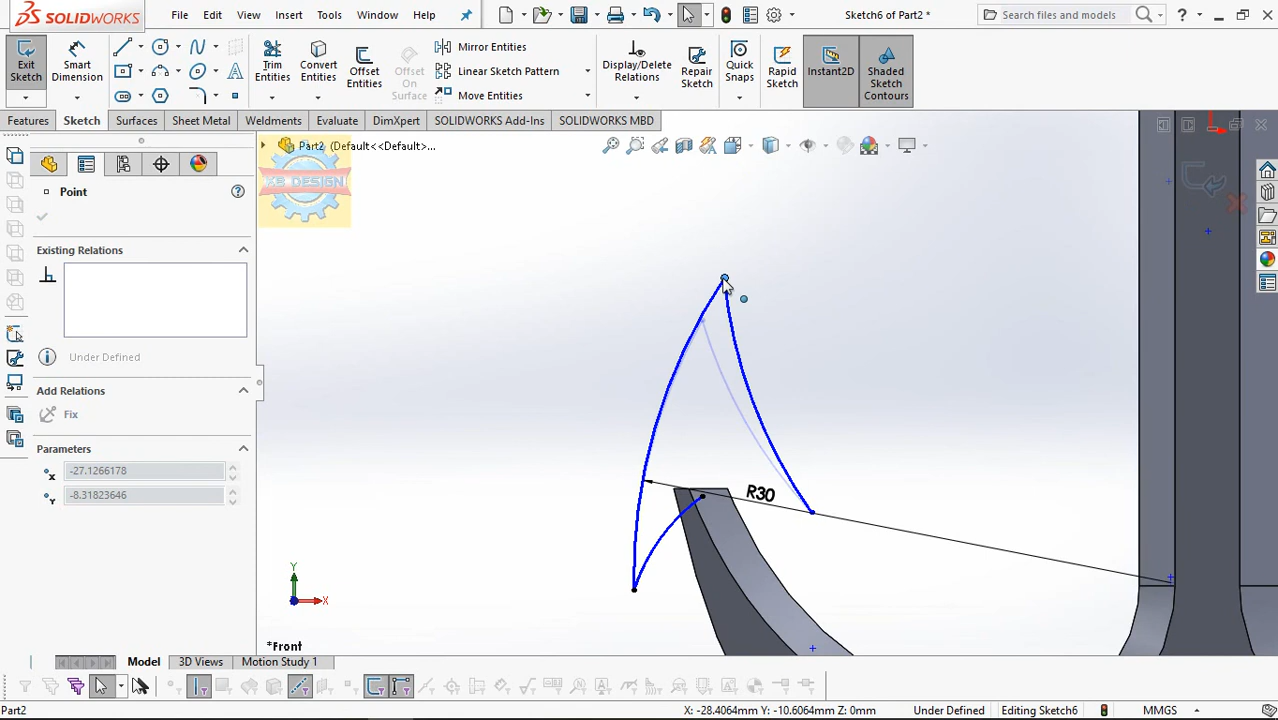 SOLIDWORKS
File Edit View Insert Tools Window Help
Sketch6 of Part2 *
Search files and models
?
Exit Sketch
Smart Dimension
Trim Entities
Convert Entities
Offset Entities
Offset On Surface
Mirror Entities
Linear Sketch Pattern
Move Entities
Display/Delete Relations
Repair Sketch
Quick Snaps
Rapid Sketch
Instant2D
Shaded Sketch Contours
Features Sketch Surfaces Sheet Metal Weldments Evaluate DimXpert SOLIDWORKS Add-Ins SOLIDWORKS MBD
Part2 (Default<<Default>...
KB DESIGN
Point
?
Existing Relations
Under Defined
Add Relations
Fix
Parameters
x -27.1266178
Y -8.31823646
R30
Y
X
*Front
Model 3D Views Motion Study 1
Part2
X: -28.4064mm Y: -10.6064mm Z: 0mm Under Defined Editing Sketch6 MMGS